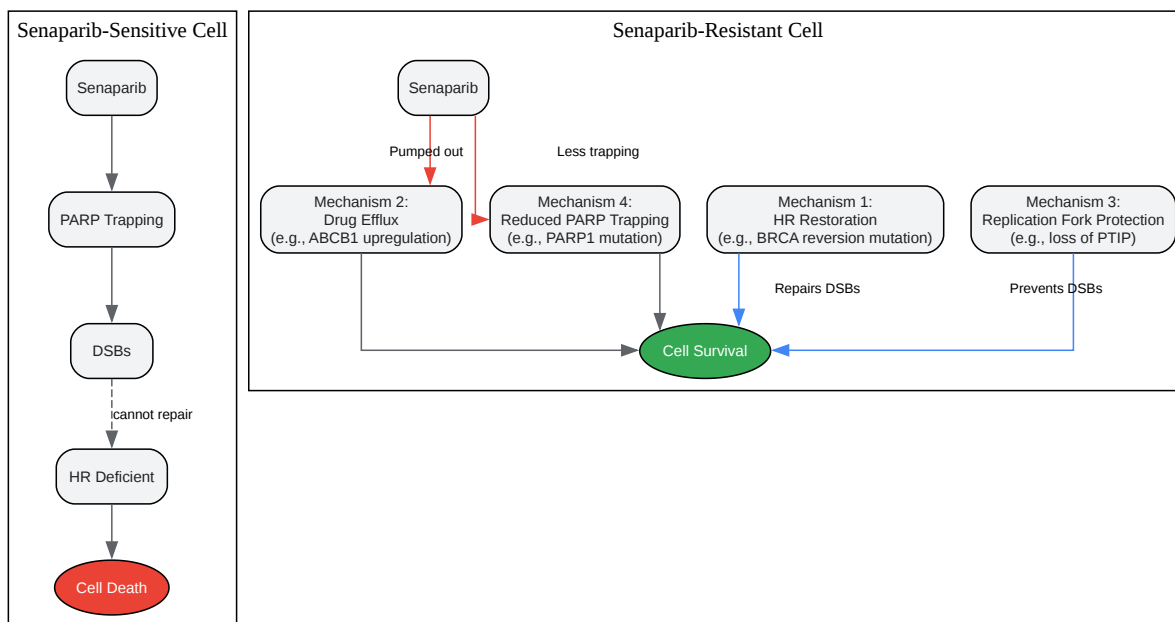 Senaparib-Sensitive Cell
Senaparib
PARP Trapping
DSBs
cannot repair
HR Deficient
Cell Death
Senaparib-Resistant Cell
Senaparib
Pumped out
Less trapping
Mechanism 2:
Drug Efflux
(e.g., ABCB1 upregulation)
Mechanism 4:
Reduced PARP Trapping
(e.g., PARP1 mutation)
Mechanism 1:
HR Restoration
(e.g., BRCA reversion mutation)
Mechanism 3:
Replication Fork Protection
(e.g., loss of PTIP)
Repairs DSBs
Prevents DSBs
Cell Survival